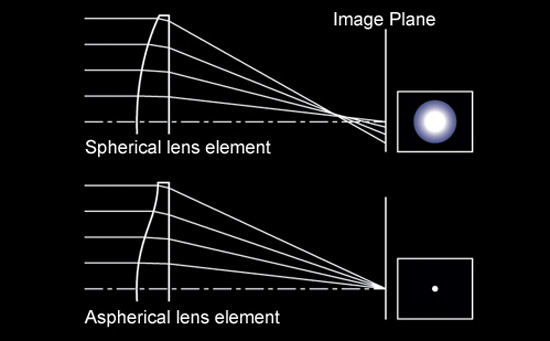 Image Plane
Spherical lens element
Aspherical lens element